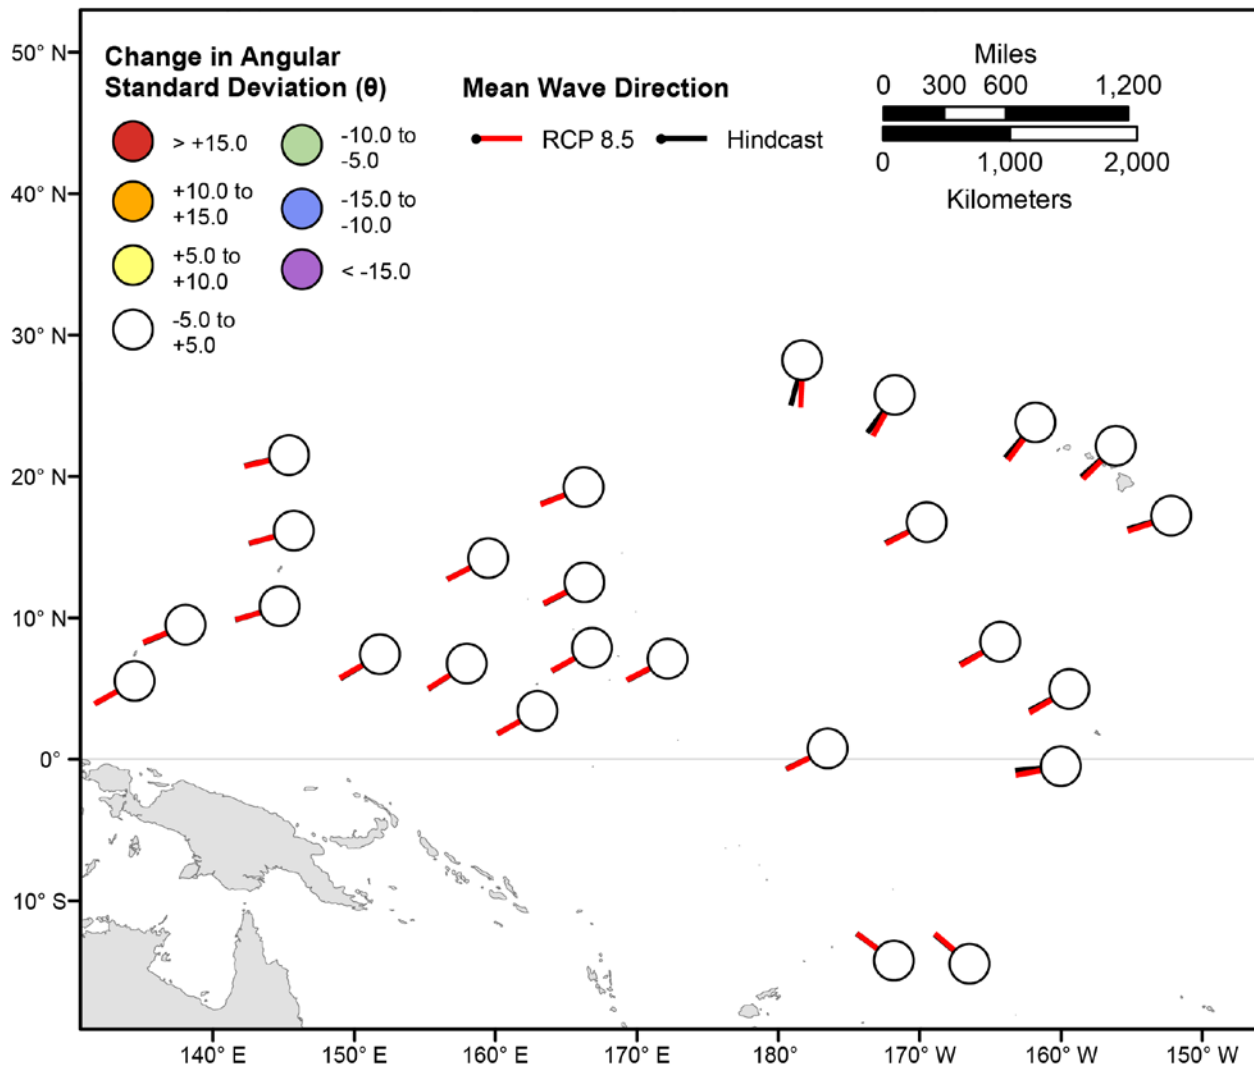 Change in Angular
Standard Deviation (θ)
> +15.0
+10.0 to
+15.0
+5.0 to
+10.0
-5.0 to
+5.0
-10.0 to
-5.0
-15.0 to
-10.0
< -15.0
Mean Wave Direction
RCP 8.5
Hindcast
Miles
0 300 600 1,200
0 1,000 2,000
Kilometers
50° N
40° N
30° N
20° N
10° N
0°
10° S
140° E 150° E 160° E 170° E 180° 170° W 160° W 150° W